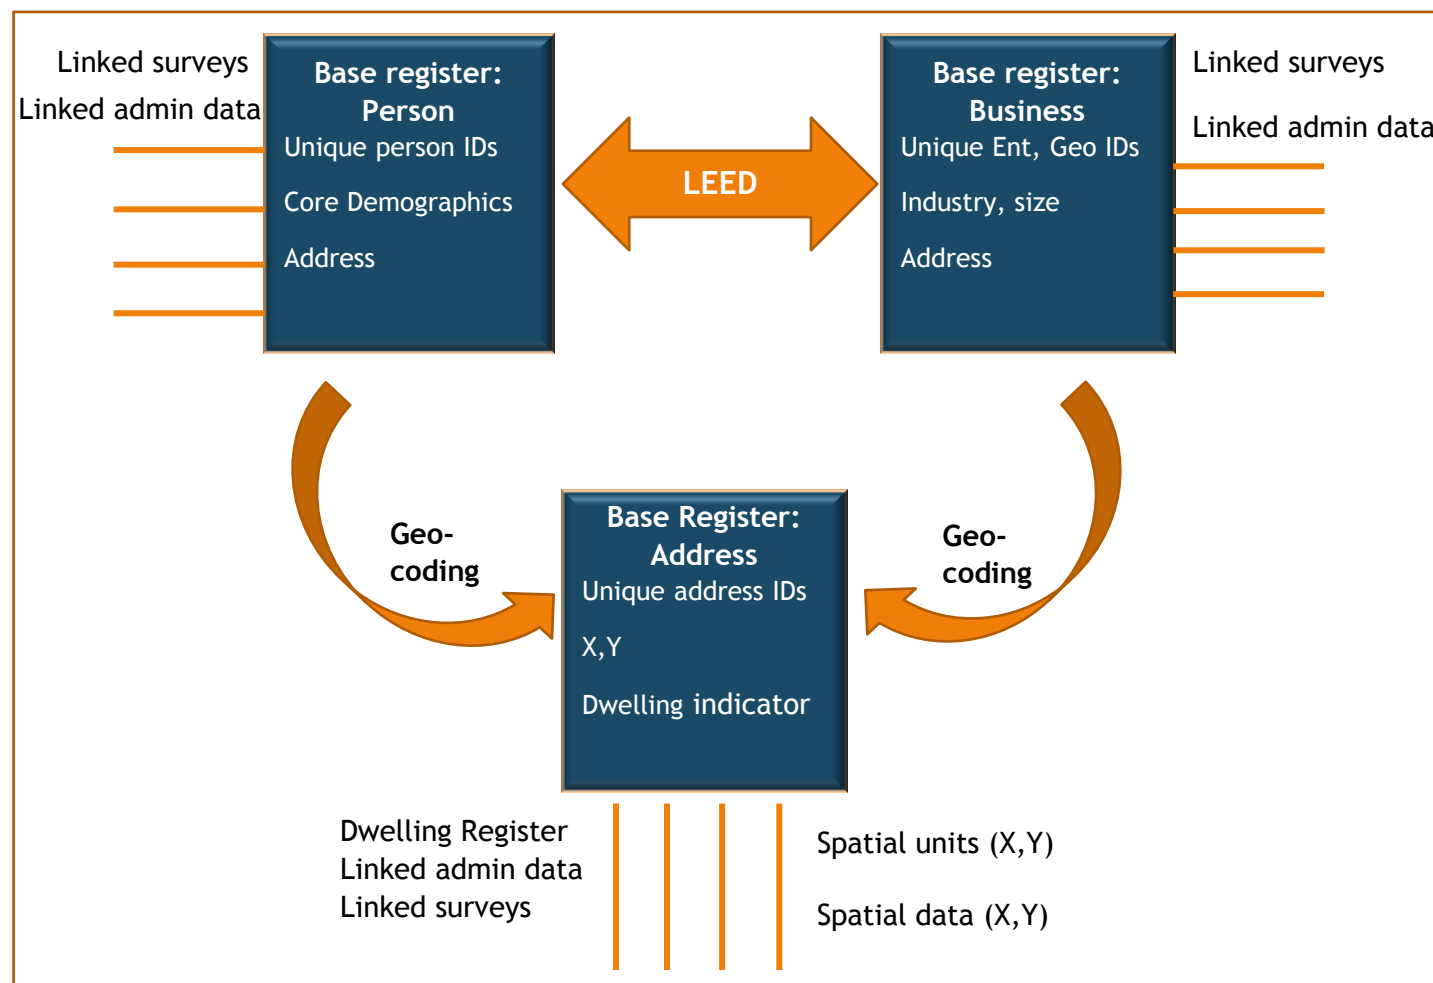 Linked surveys
Linked admin data
Base register:
Person
Unique person IDs
Core Demographics
Address
LEED
Base register:
Business
Unique Ent, Geo IDs
Industry, size
Address
Linked surveys
Linked admin data
Geo-
coding
Base Register:
Address
Unique address IDs
X,Y
Dwelling indicator
Geo-
coding
Dwelling Register
Linked admin data
Linked surveys
Spatial units (X,Y)
Spatial data (X,Y)